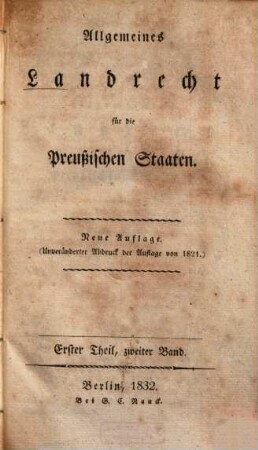 Allgemeines
Landrecht
für die
Preußischen Staaten.
Neue Auflage.
(Unveränderter Abdruck der Auflage von 1821.)
Erster Theil, zweiter Band.
Berlin, 1832.
Bei G. C. Nauck.